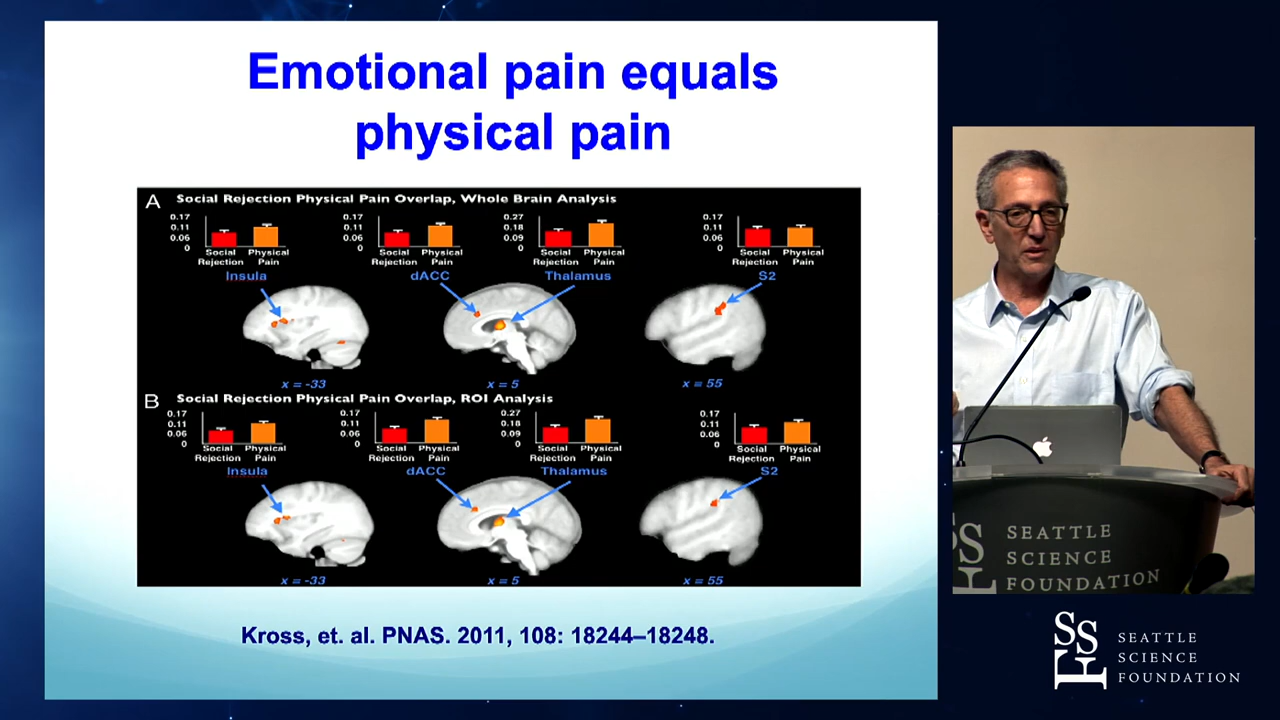 Emotional pain equals
physical pain
A Social Rejection Physical Pain Overlap, Whole Brain Analysis
0.17 0.17 0.27 0.17
0.11 0.11 0.18 0.11
0.06 0.06 0.09 0.06
0 0 0 0
Social Physical Social Physical Social Physical Social Physical
Rejection Pain Rejection Pain Rejection Pain Rejection Pain
Insula dACC Thalamus S2
x = -33 x = 5 x = 55
B Social Rejection Physical Pain Overlap, ROI Analysis
0.17 0.17 0.27 0.17
0.11 0.11 0.18 0.11
0.06 0.06 0.09 0.06
0 0 0 0
Social Physical Social Physical Social Physical Social Physical
Rejection Pain Rejection Pain Rejection Pain Rejection Pain
Insula dACC Thalamus S2
x = -33 x = 5 x = 55
Kross, et. al. PNAS. 2011, 108: 18244–18248.
SSF
SEATTLE
SCIENCE
FOUNDATION
SSF
SEATTLE
SCIENCE
FOUNDATION